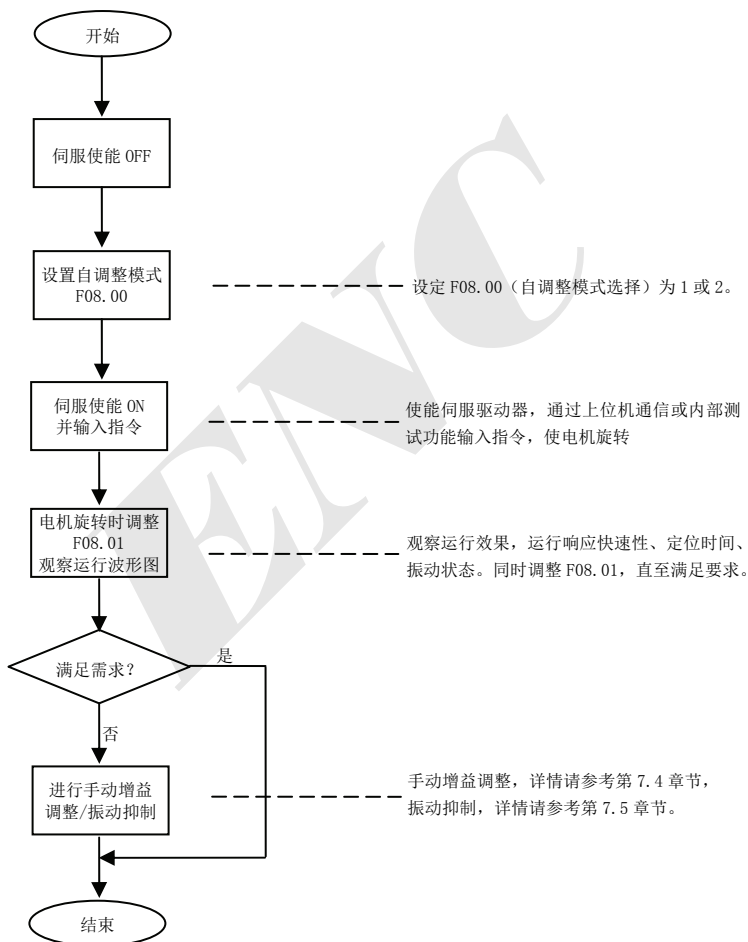 开始
伺服使能 OFF
设置自调整模式
F08.00
设定 F08.00（自调整模式选择）为 1 或 2。
伺服使能 ON
并输入指令
使能伺服驱动器，通过上位机通信或内部测
试功能输入指令，使电机旋转
电机旋转时调整
F08.01
观察运行波形图
观察运行效果，运行响应快速性、定位时间、
振动状态。同时调整 F08.01，直至满足要求。
满足需求？
是
否
进行手动增益
调整/振动抑制
手动增益调整，详情请参考第 7.4 章节，
振动抑制，详情请参考第 7.5 章节。
结束
ENC